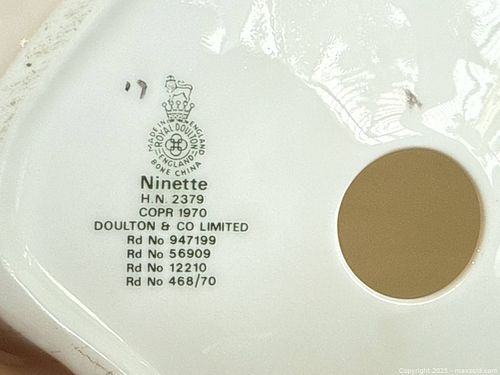 MADE IN ENGLAND
ROYAL DOULTON
ENGLAND
BONE CHINA
Ninette
H.N. 2379
COPR 1970
DOULTON & CO LIMITED
Rd No 947199
Rd No 56909
Rd No 12210
Rd No 468/70
Copyright 2025 - maxsold.com